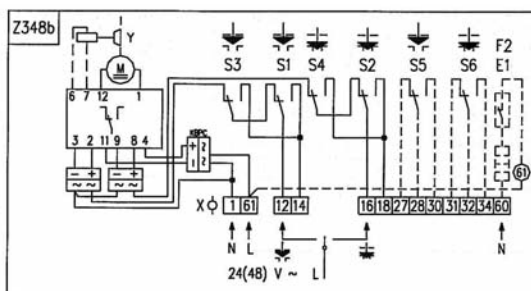 Z348b
Y
M
6 7 12 1
S3 S1 S4 S2 S5 S6 F2
E1
3 2 11 9 8 4
KBPC
+ ~
− ~
− + − +
~ ~ ~ ~
61
X 1 61 12 14 16 18 27 28 30 31 32 34 60
N L N
24(48) V ~ L